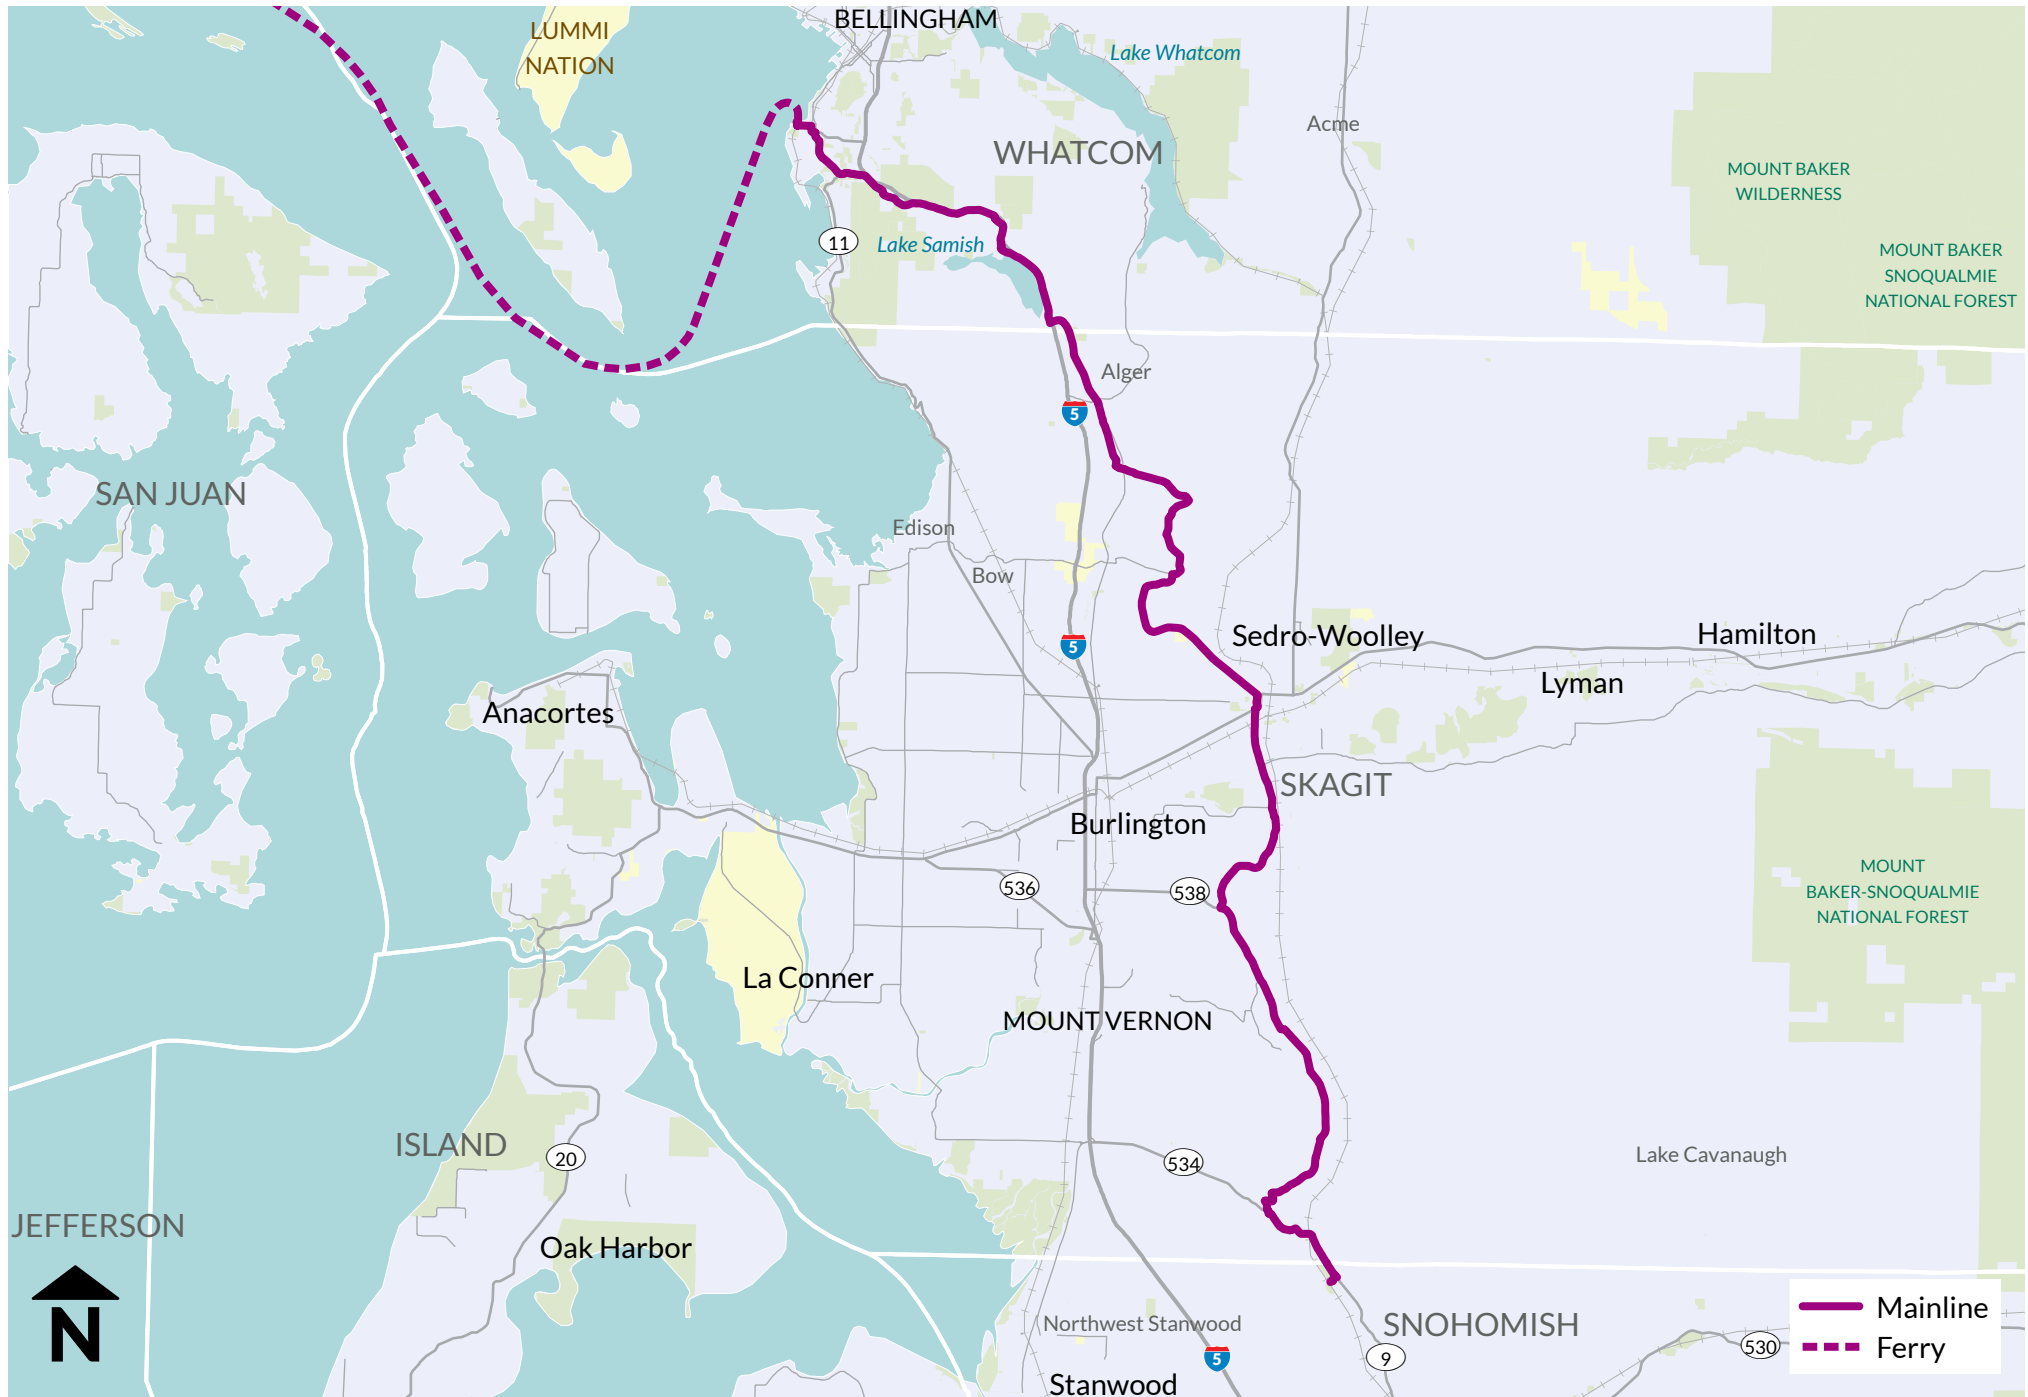 BELLINGHAM
LUMMI
NATION
Lake Whatcom
Acme
WHATCOM
MOUNT BAKER
WILDERNESS
11
Lake Samish
MOUNT BAKER
SNOQUALMIE
NATIONAL FOREST
Alger
5
SAN JUAN
Edison
Bow
5
Sedro-Woolley
Hamilton
Lyman
Anacortes
SKAGIT
Burlington
MOUNT
BAKER-SNOQUALMIE
NATIONAL FOREST
536
538
La Conner
MOUNT VERNON
ISLAND
20
534
Lake Cavanaugh
JEFFERSON
Oak Harbor
N
Northwest Stanwood
SNOHOMISH
Mainline
530
Ferry
5
9
Stanwood